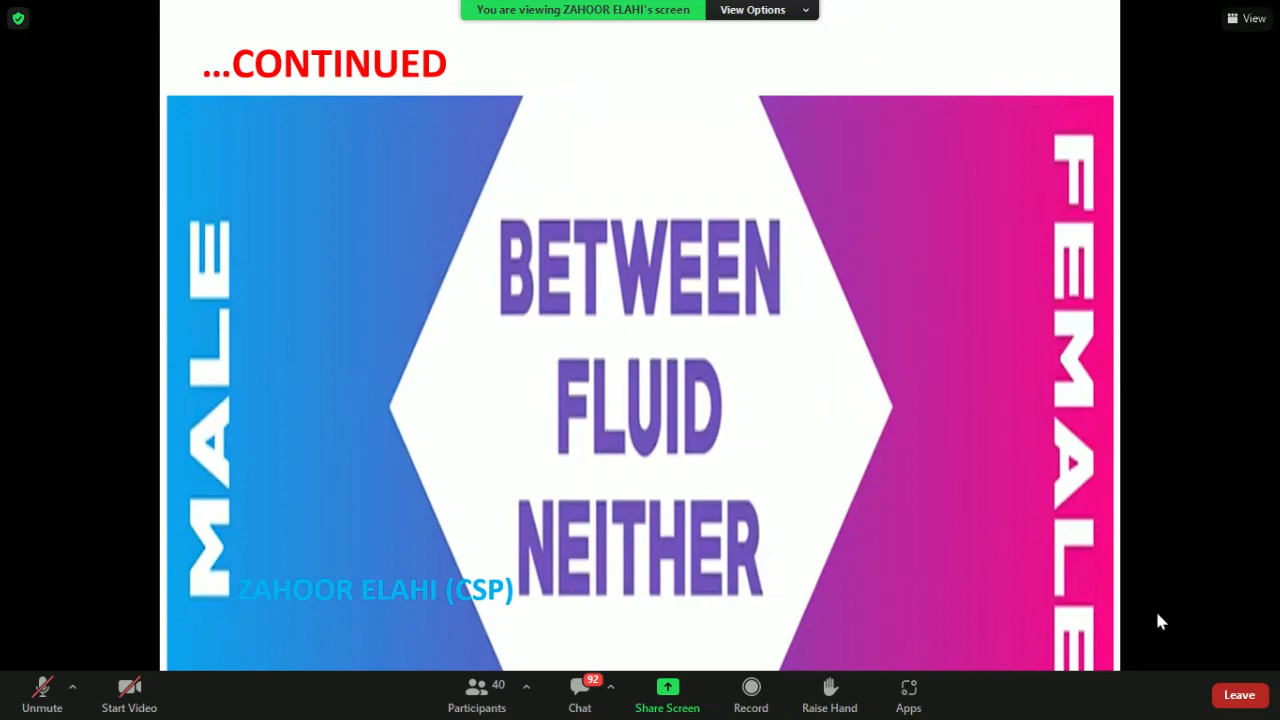 You are viewing ZAHOOR ELAHI's screen
View Options
View
...CONTINUED
MALE
BETWEEN
FLUID
NEITHER
FEMALE
ZAHOOR ELAHI (CSP)
Unmute
Start Video
40
Participants
92
Chat
Share Screen
Record
Raise Hand
Apps
Leave